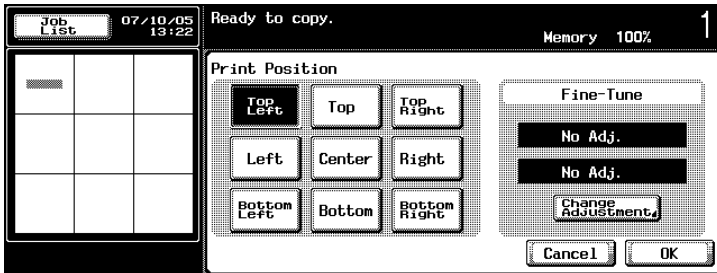 Job
List
07/10/05
13:22
Ready to copy.
Memory 100%
1
Print Position
Top
Left
Top
Top
Right
Left
Center
Right
Bottom
Left
Bottom
Bottom
Right
Fine-Tune
No Adj.
No Adj.
Change
Adjustment
Cancel
OK